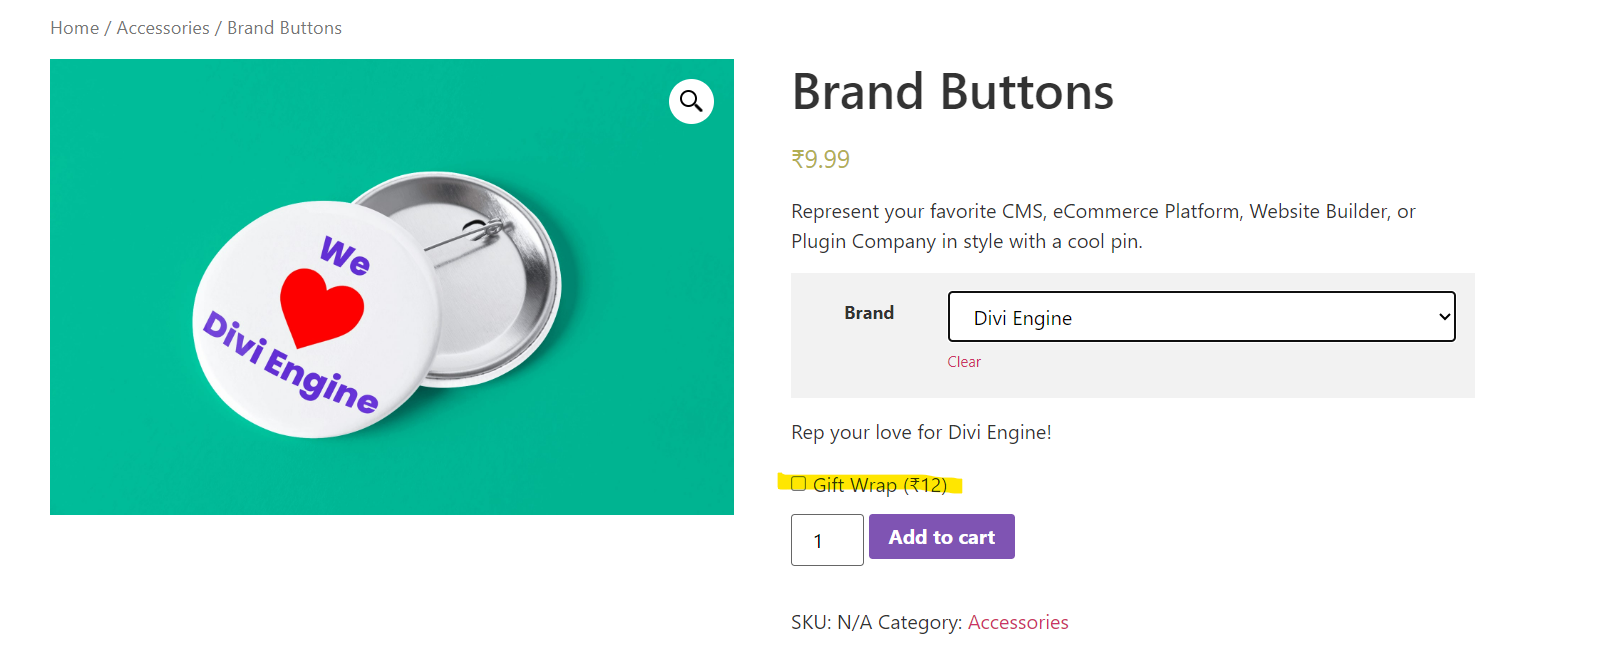 Home / Accessories / Brand Buttons
We
Divi Engine
Brand Buttons
₹9.99
Represent your favorite CMS, eCommerce Platform, Website Builder, or
Plugin Company in style with a cool pin.
Brand
Divi Engine
Clear
Rep your love for Divi Engine!
Gift Wrap (₹12)
1
Add to cart
SKU: N/A Category: Accessories